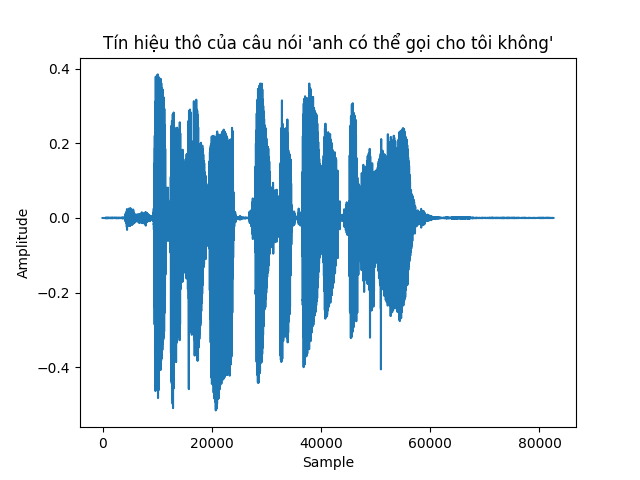 Tín hiệu thô của câu nói 'anh có thể gọi cho tôi không'
0.4
0.2
0.0
−0.2
−0.4
Amplitude
0 20000 40000 60000 80000
Sample